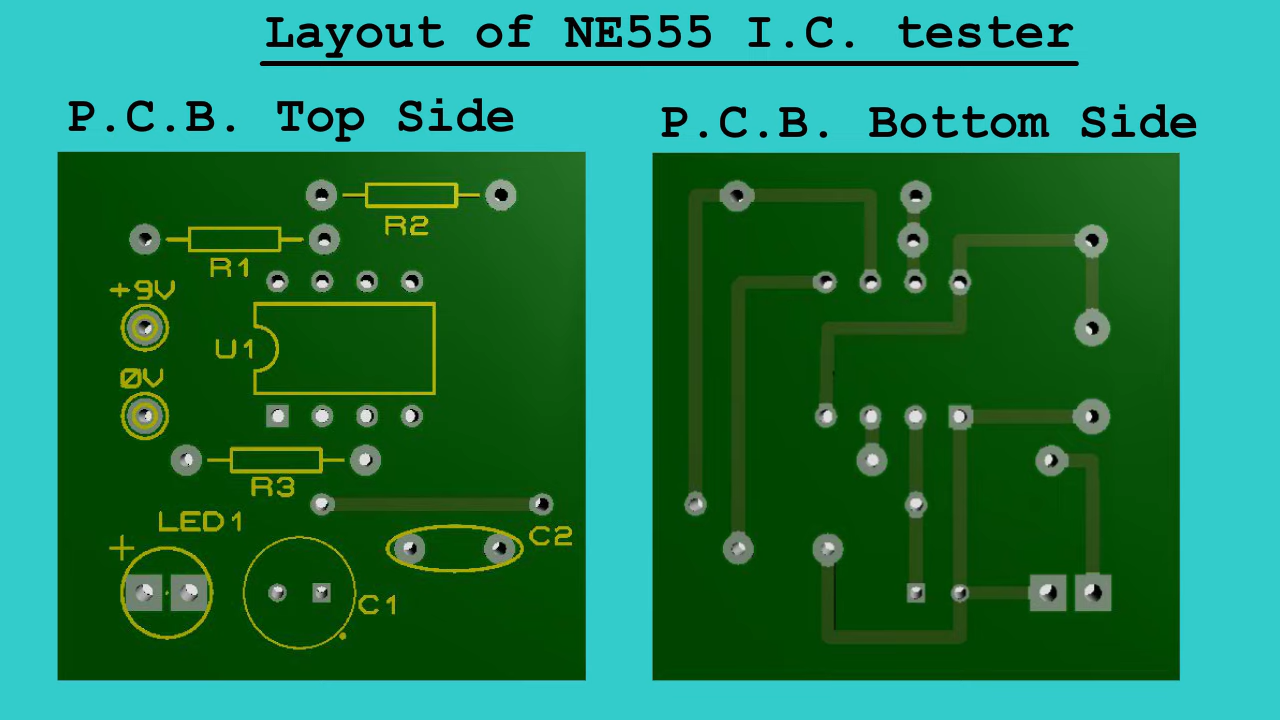 Layout of NE555 I.C. tester
P.C.B. Top Side
P.C.B. Bottom Side
R2
R1
+9V
U1
0V
R3
LED1
+
C2
C1